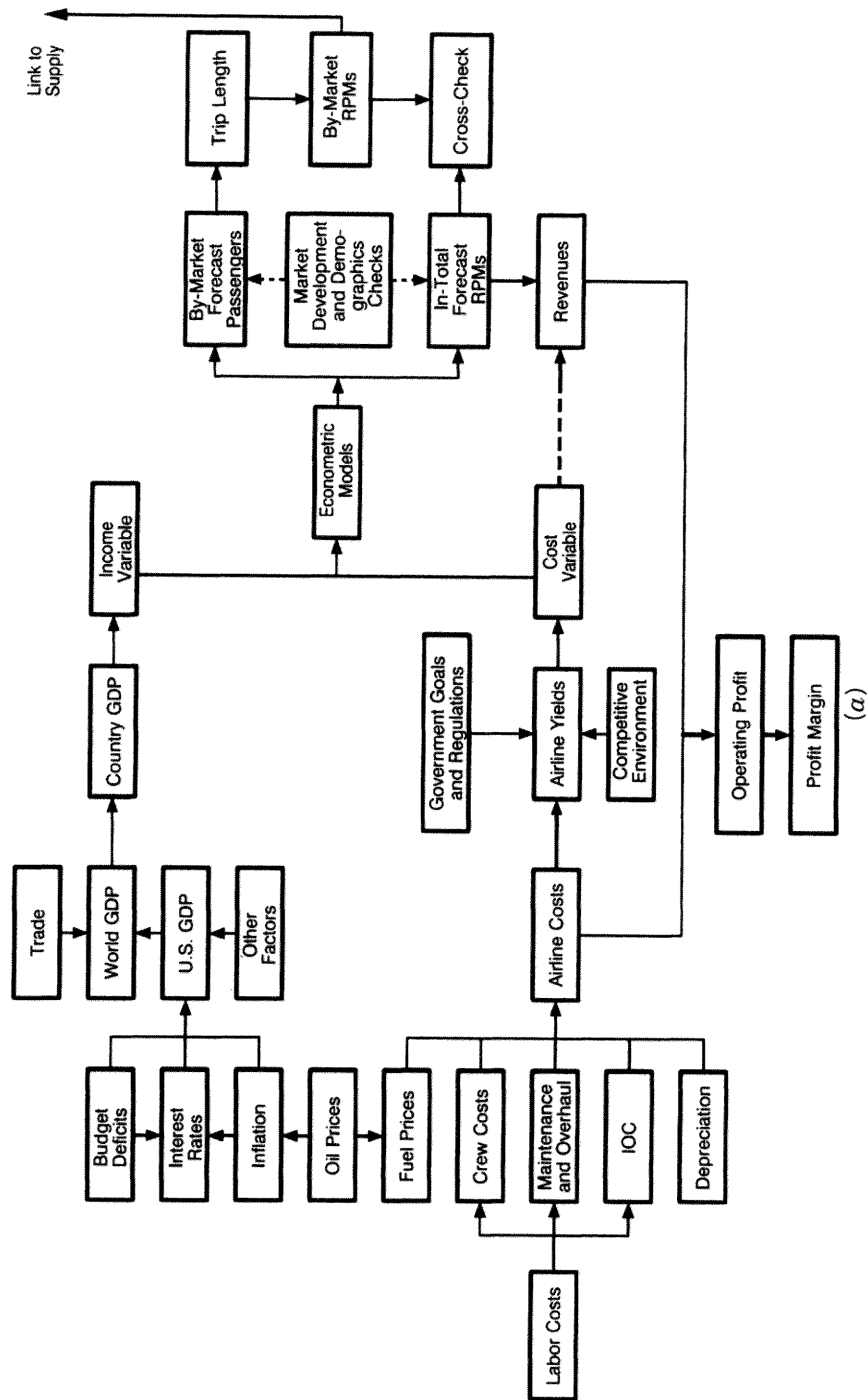 Link to
Supply
Trade
Budget
Deficits
World GDP
Country GDP
Income
Variable
By-Market
Forecast
Passengers
Trip Length
Interest
Rates
U.S. GDP
Econometric
Models
Market
Development
and Demo-
graphics
Checks
By-Market
RPMs
Inflation
Other
Factors
In-Total
Forecast
RPMs
Cross-Check
Oil Prices
Government Goals
and Regulations
Fuel Prices
Crew Costs
Labor Costs
Maintenance
and Overhaul
Airline Costs
Airline Yields
Cost
Variable
Revenues
IOC
Competitive
Environment
Depreciation
Operating Profit
Profit Margin
(a)